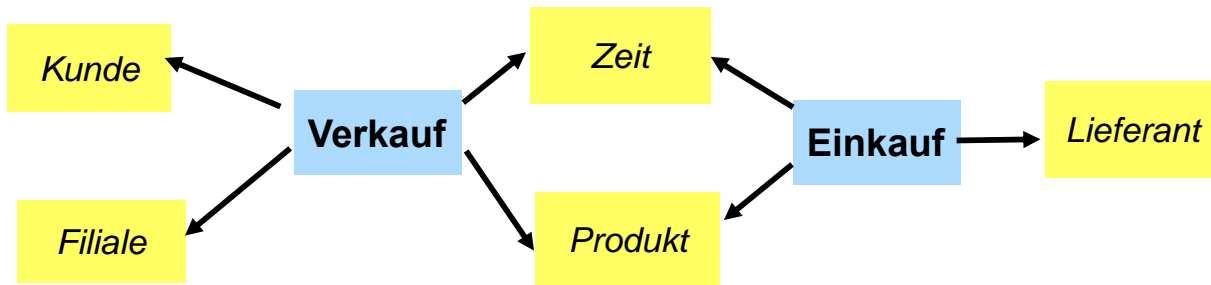 Kunde
Zeit
Verkauf
Einkauf
Lieferant
Filiale
Produkt